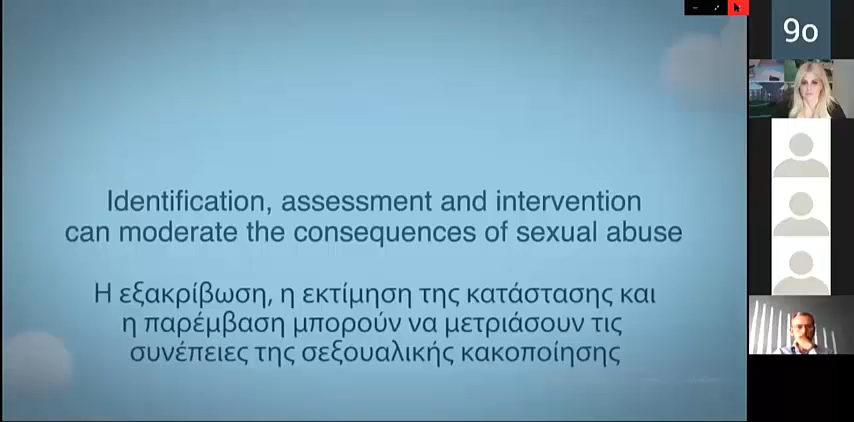 Identification, assessment and intervention
can moderate the consequences of sexual abuse
Η εξακρίβωση, η εκτίμηση της κατάστασης και
η παρέμβαση μπορούν να μετριάσουν τις
συνέπειες της σεξουαλικής κακοποίησης
9ο